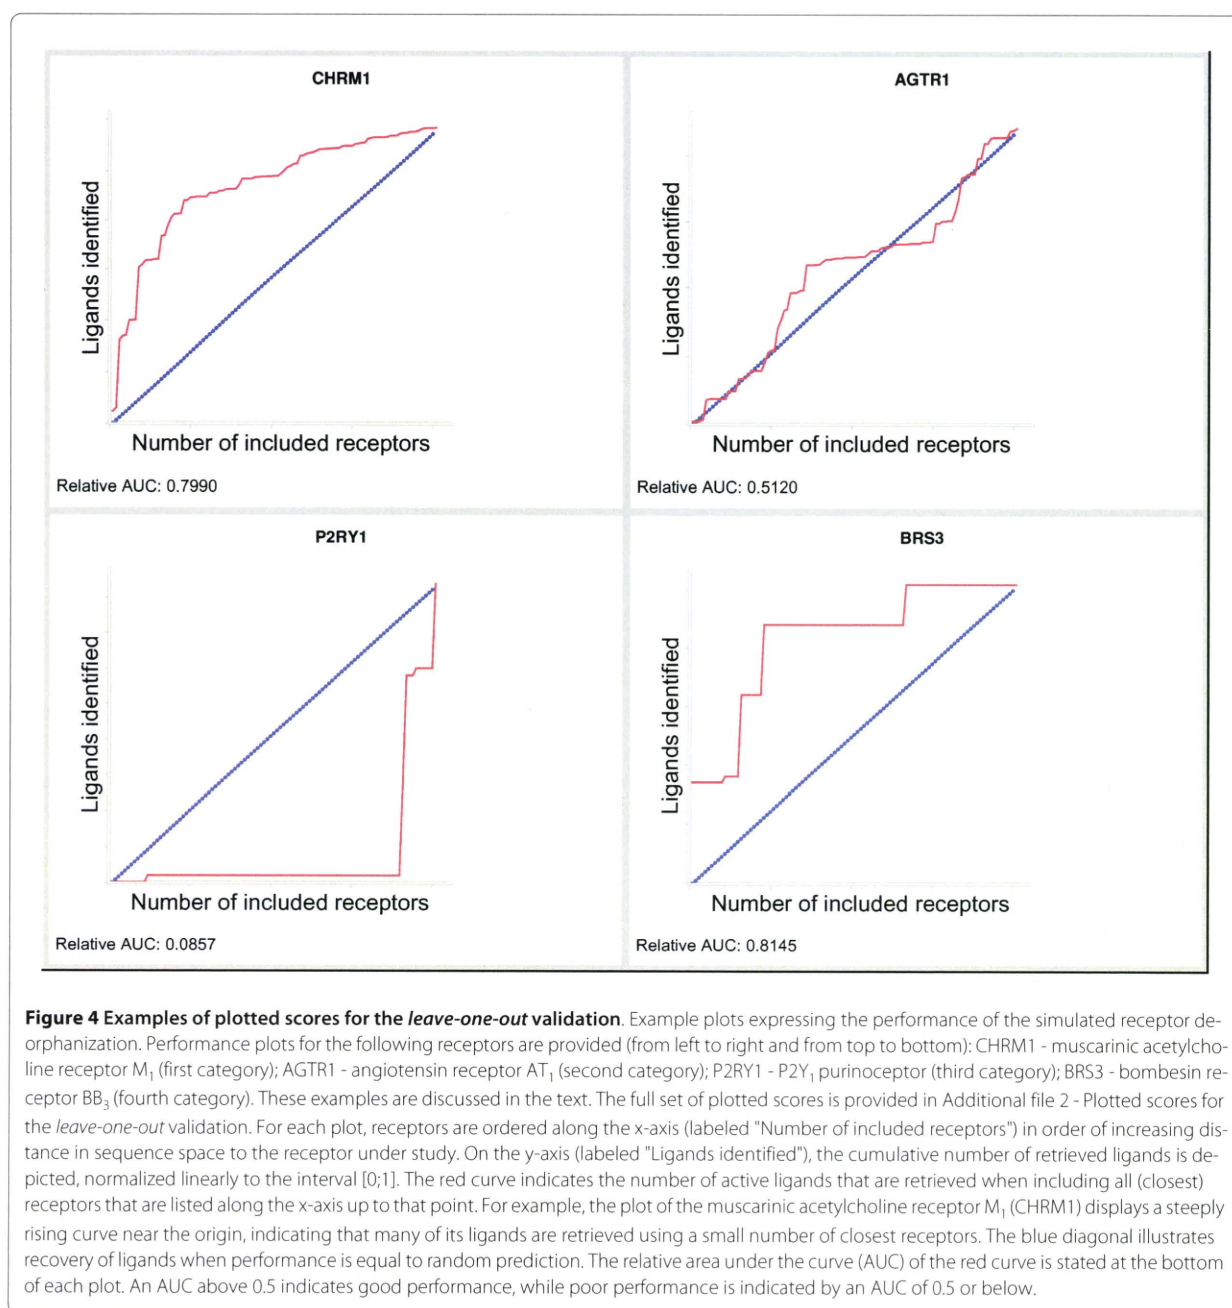 CHRM1
Ligands identified
Number of included receptors
Relative AUC: 0.7990
AGTR1
Ligands identified
Number of included receptors
Relative AUC: 0.5120
P2RY1
Ligands identified
Number of included receptors
Relative AUC: 0.0857
BRS3
Ligands identified
Number of included receptors
Relative AUC: 0.8145
Figure 4 Examples of plotted scores for the leave-one-out validation. Example plots expressing the performance of the simulated receptor de-
orphanization. Performance plots for the following receptors are provided (from left to right and from top to bottom): CHRM1 - muscarinic acetylcho-
line receptor M1 (first category); AGTR1 - angiotensin receptor AT1 (second category); P2RY1 - P2Y1 purinoceptor (third category); BRS3 - bombesin re-
ceptor BB3 (fourth category). These examples are discussed in the text. The full set of plotted scores is provided in Additional file 2 - Plotted scores for
the leave-one-out validation. For each plot, receptors are ordered along the x-axis (labeled "Number of included receptors") in order of increasing dis-
tance in sequence space to the receptor under study. On the y-axis (labeled "Ligands identified"), the cumulative number of retrieved ligands is de-
picted, normalized linearly to the interval [0;1]. The red curve indicates the number of active ligands that are retrieved when including all (closest)
receptors that are listed along the x-axis up to that point. For example, the plot of the muscarinic acetylcholine receptor M1 (CHRM1) displays a steeply
rising curve near the origin, indicating that many of its ligands are retrieved using a small number of closest receptors. The blue diagonal illustrates
recovery of ligands when performance is equal to random prediction. The relative area under the curve (AUC) of the red curve is stated at the bottom
of each plot. An AUC above 0.5 indicates good performance, while poor performance is indicated by an AUC of 0.5 or below.